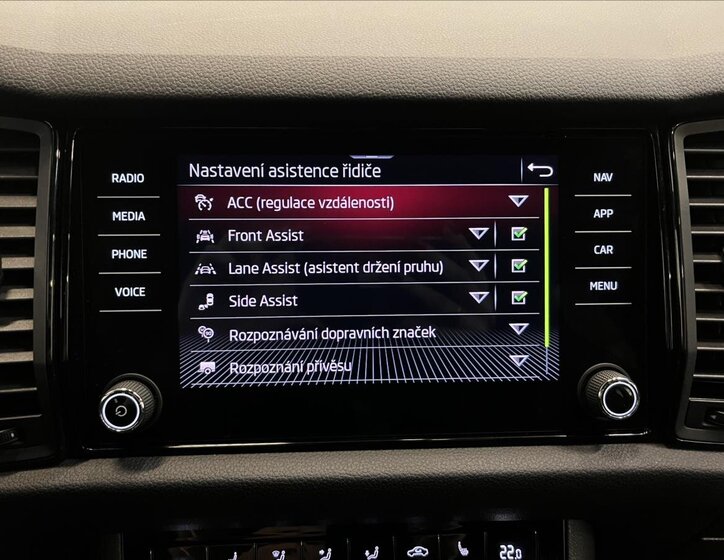 Nastavení asistence řidiče
RADIO
MEDIA
PHONE
VOICE
ACC (regulace vzdálenosti)
Front Assist
Lane Assist (asistent držení pruhu)
Side Assist
Rozpoznávání dopravních značek
Rozpoznání přívěsu
NAV
APP
CAR
MENU
22.0